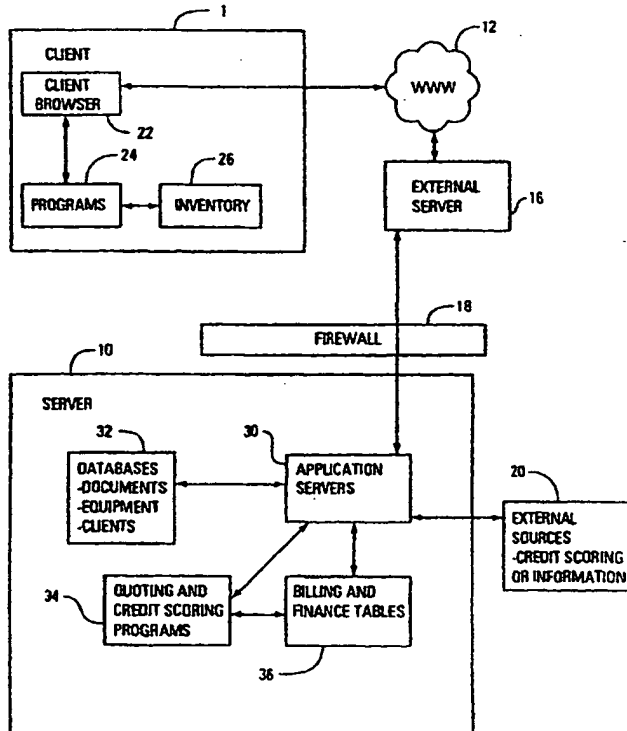 1
CLIENT
CLIENT
BROWSER
22
24
PROGRAMS
26
INVENTORY
12
WWW
EXTERNAL
SERVER
16
18
FIREWALL
10
SERVER
32
DATABASES
-DOCUMENTS
-EQUIPMENT
-CLIENTS
30
APPLICATION
SERVERS
20
EXTERNAL
SOURCES
-CREDIT SCORING
OR INFORMATION
34
QUOTING AND
CREDIT SCORING
PROGRAMS
BILLING AND
FINANCE TABLES
36